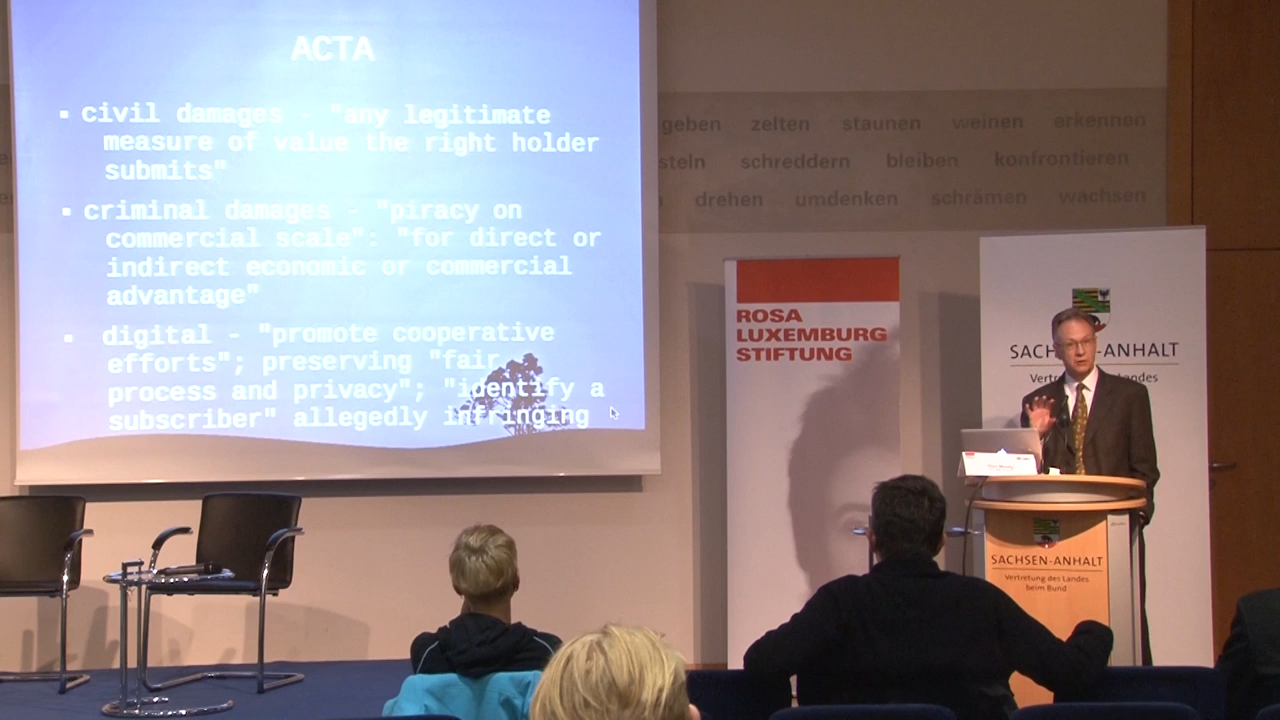 ACTA
▪ civil damages - "any legitimate
measure of value the right holder
submits"
▪ criminal damages - "piracy on
commercial scale": "for direct or
indirect economic or commercial
advantage"
▪ digital - "promote cooperative
efforts"; preserving "fair
process and privacy"; "identify a
subscriber" allegedly infringing
geben zelten staunen weinen erkennen
schreddern bleiben konfrontieren
drehen umdenken schrämen wachsen
ROSA
LUXEMBURG
STIFTUNG
SACHSEN-ANHALT
Vertretung des Landes
beim Bund